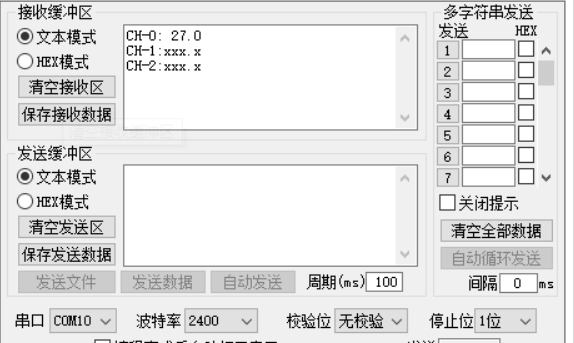 接收缓冲区
文本模式
HEX模式
清空接收区
保存接收数据
CH-0: 27.0
CH-1:xxx.x
CH-2:xxx.x
多字符串发送
发送 HEX
1
2
3
4
5
6
7
关闭提示
清空全部数据
自动循环发送
间隔 0 ms
发送缓冲区
文本模式
HEX模式
清空发送区
保存发送数据
发送文件 发送数据 自动发送 周期(ms) 100
串口 COM10 波特率 2400 校验位 无校验 停止位 1位